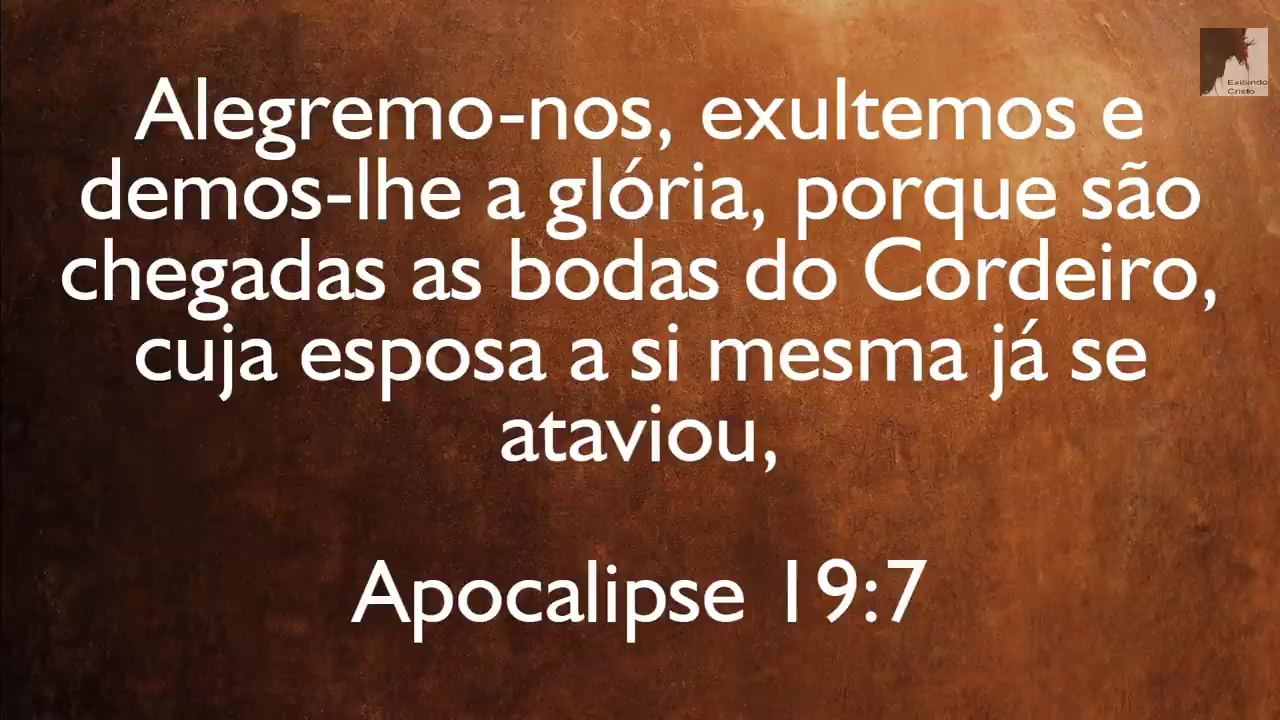 Exibindo
Cristo
Alegremo-nos, exultemos e
demos-lhe a glória, porque são
chegadas as bodas do Cordeiro,
cuja esposa a si mesma já se
ataviou,
Apocalipse 19:7